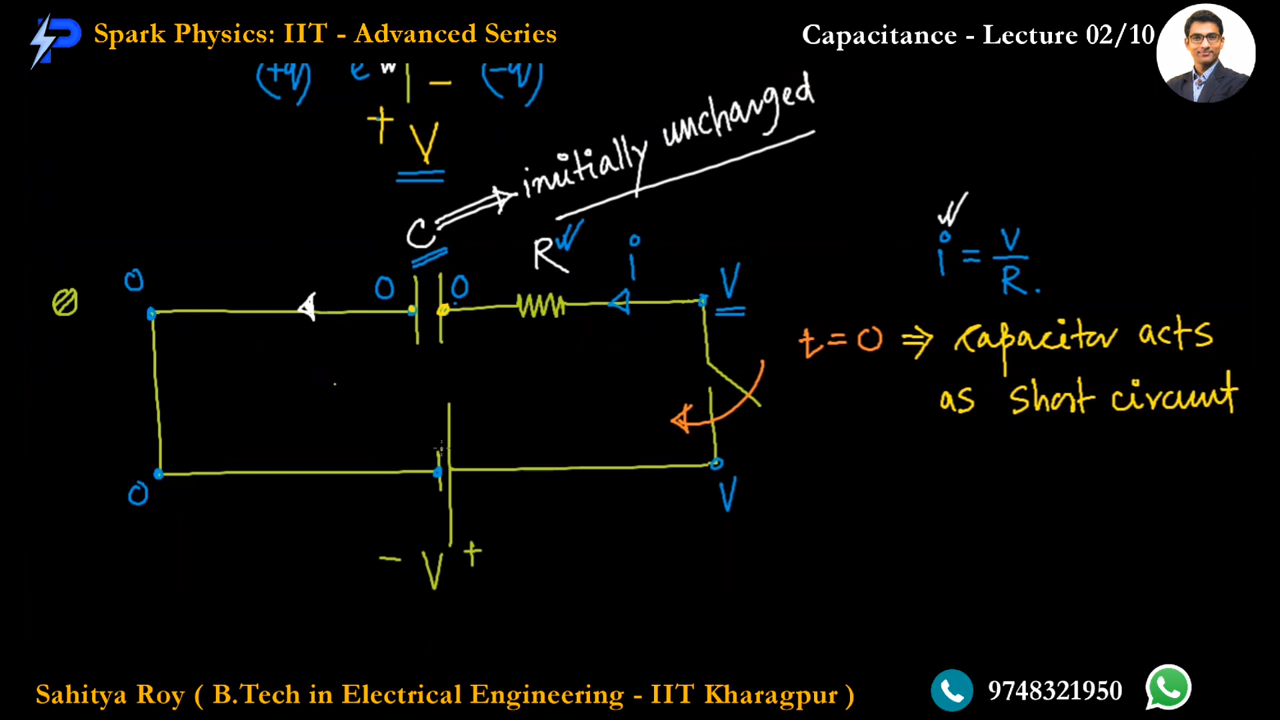 Spark Physics: IIT - Advanced Series
Capacitance - Lecture 02/10
(+q) e w - (-q)
+ V
C ⇒ initially uncharged
R i
i = V/R.
0 0 0 V
t = 0 ⇒ capacitor acts
as short circuit
0 V
- V +
Sahitya Roy ( B.Tech in Electrical Engineering - IIT Kharagpur )
9748321950